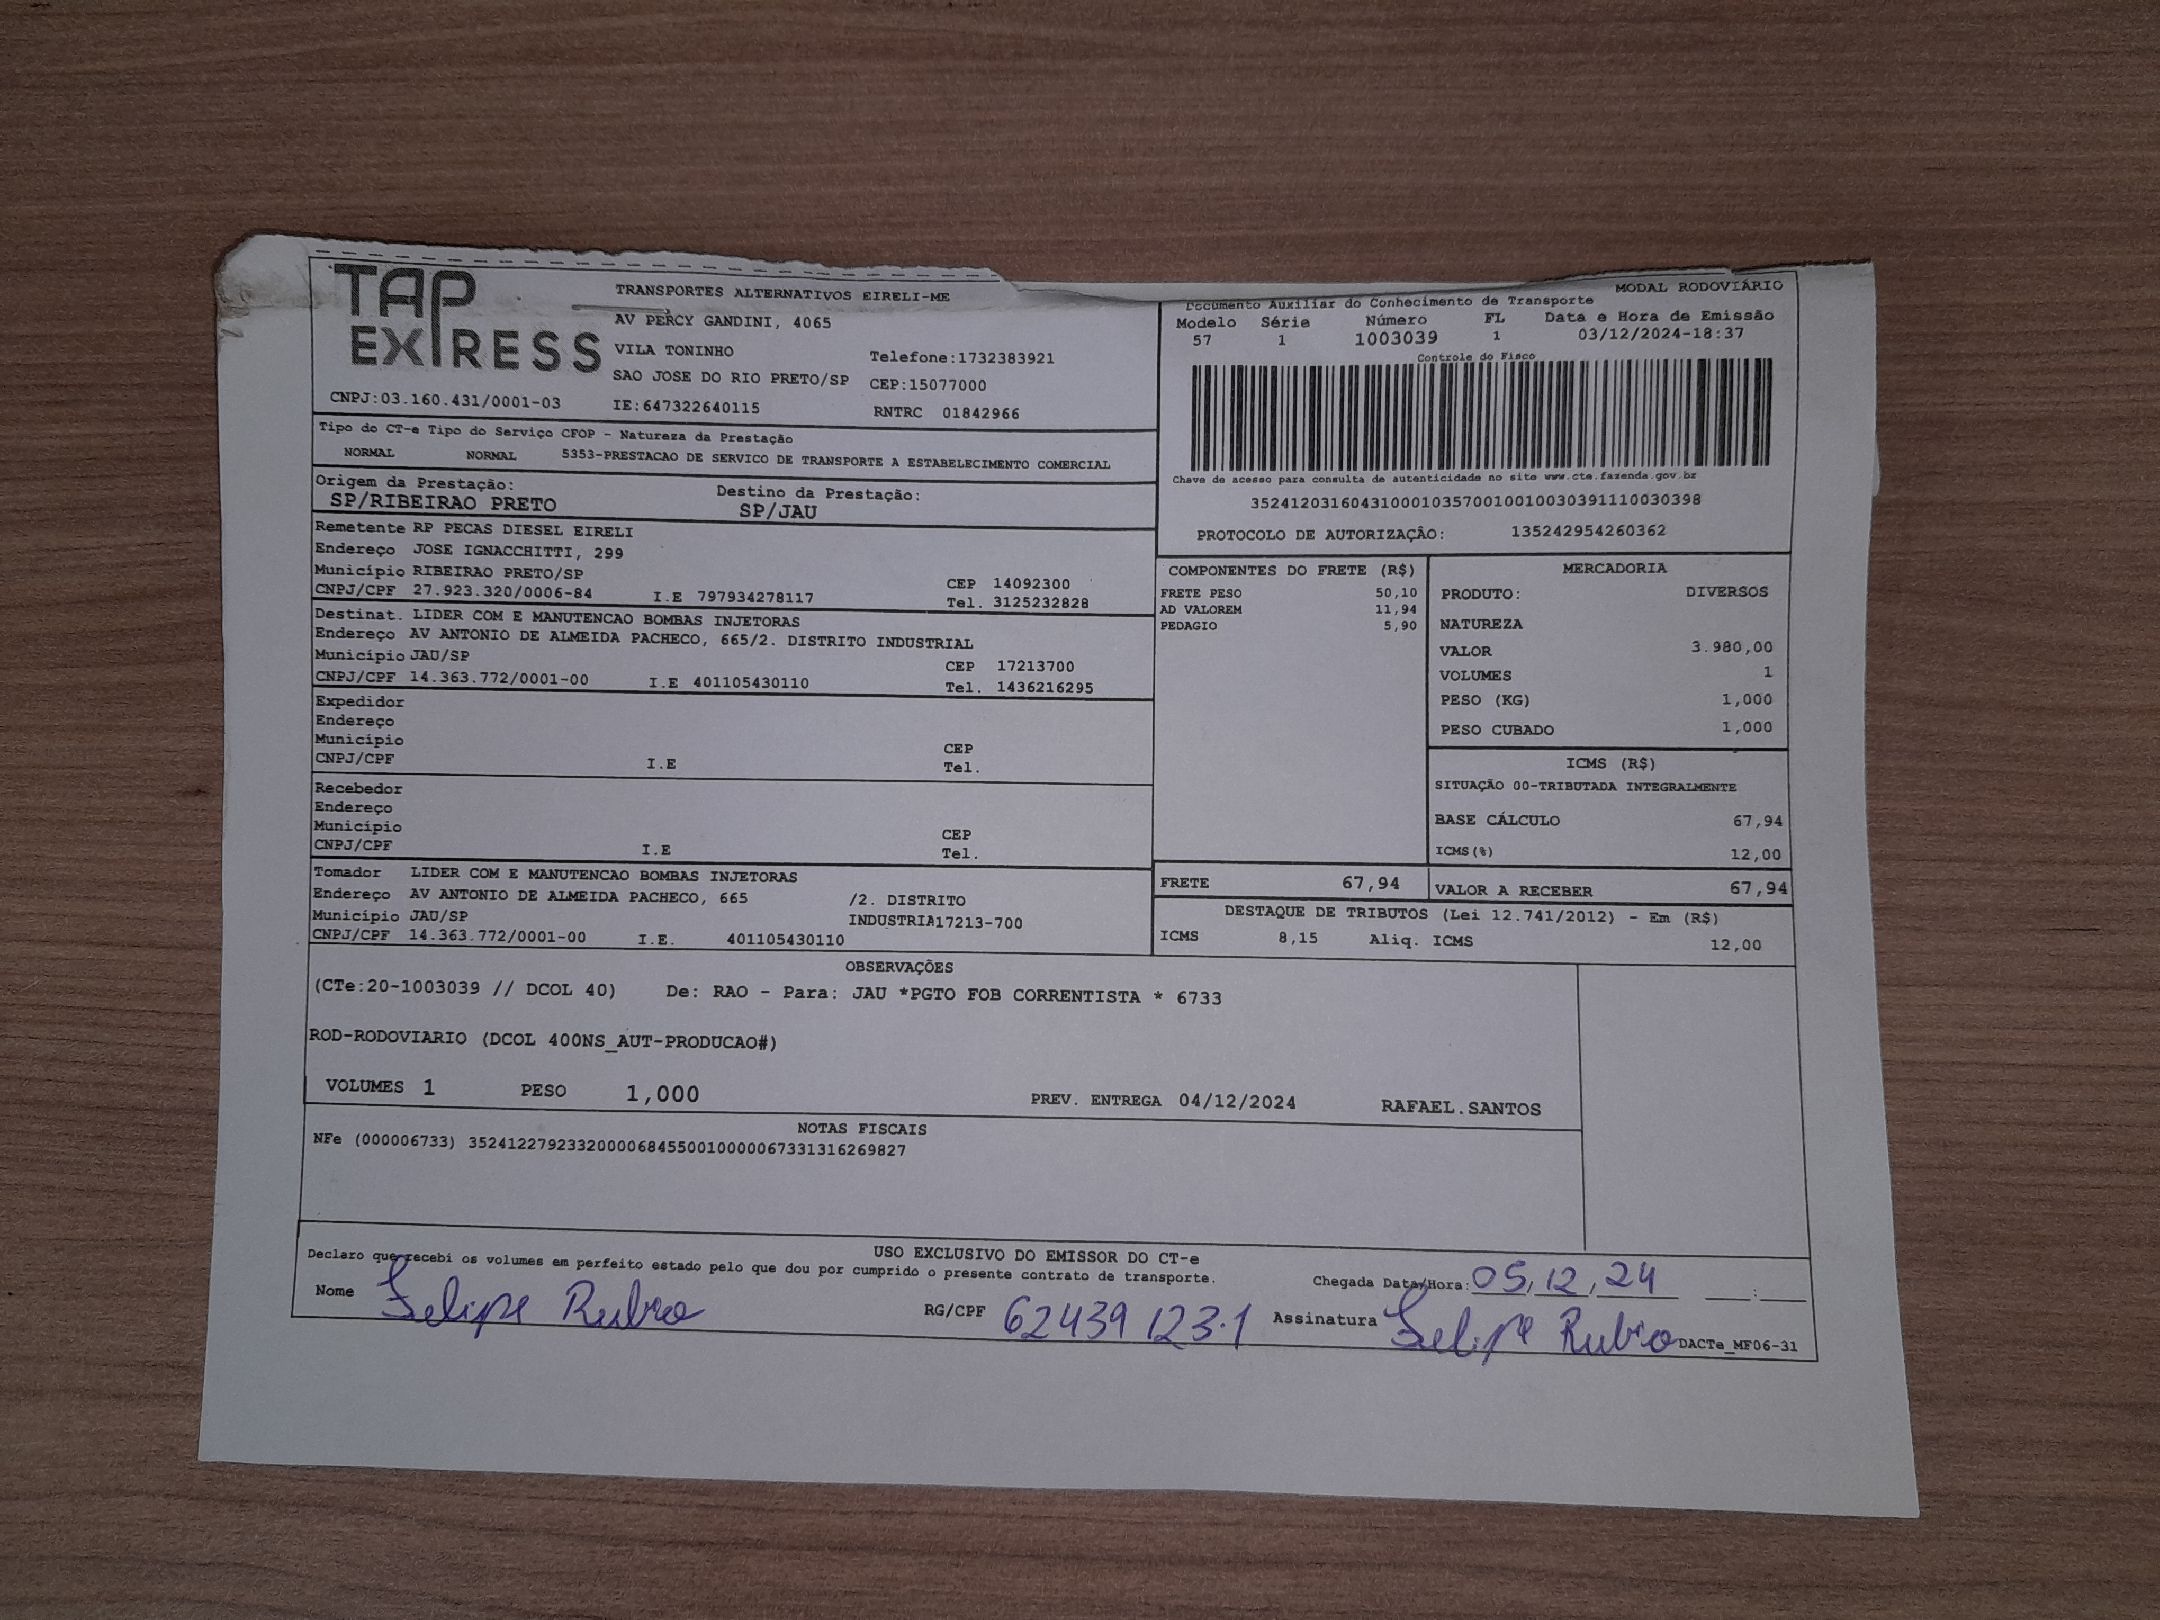 TAP
EXPRESS
TRANSPORTES ALTERNATIVOS EIRELI-ME
AV PERCY GANDINI, 4065
VILA TONINHO Telefone:1732383921
SAO JOSE DO RIO PRETO/SP CEP:15077000
CNPJ:03.160.431/0001-03 IE:647322640115 RNTRC 01842966
MODAL RODOVIÁRIO
Documento Auxiliar do Conhecimento de Transporte
Modelo Série Número FL Data e Hora de Emissão
57 1 1003039 1 03/12/2024-18:37
Controle do Fisco
Chave de acesso para consulta de autenticidade no site www.cte.fazenda.gov.br
35241203160431000103570010010030391110030398
PROTOCOLO DE AUTORIZAÇÃO: 135242954260362
Tipo do CT-e Tipo do Serviço CFOP - Natureza da Prestação
NORMAL NORMAL 5353-PRESTACAO DE SERVICO DE TRANSPORTE A ESTABELECIMENTO COMERCIAL
Origem da Prestação: Destino da Prestação:
SP/RIBEIRAO PRETO SP/JAU
Remetente RP PECAS DIESEL EIRELI
Endereço JOSE IGNACCHITTI, 299
Município RIBEIRAO PRETO/SP CEP 14092300
CNPJ/CPF 27.923.320/0006-84 I.E 797934278117 Tel. 3125232828
Destinat. LIDER COM E MANUTENCAO BOMBAS INJETORAS
Endereço AV ANTONIO DE ALMEIDA PACHECO, 665/2. DISTRITO INDUSTRIAL
Município JAU/SP CEP 17213700
CNPJ/CPF 14.363.772/0001-00 I.E 401105430110 Tel. 1436216295
Expedidor
Endereço
Município CEP
CNPJ/CPF I.E Tel.
Recebedor
Endereço
Município CEP
CNPJ/CPF I.E Tel.
Tomador LIDER COM E MANUTENCAO BOMBAS INJETORAS
Endereço AV ANTONIO DE ALMEIDA PACHECO, 665 /2. DISTRITO
Município JAU/SP INDUSTRIA17213-700
CNPJ/CPF 14.363.772/0001-00 I.E. 401105430110
COMPONENTES DO FRETE (R$)
FRETE PESO 50,10
AD VALOREM 11,94
PEDAGIO 5,90
MERCADORIA
PRODUTO: DIVERSOS
NATUREZA
VALOR 3.980,00
VOLUMES 1
PESO (KG) 1,000
PESO CUBADO 1,000
ICMS (R$)
SITUAÇÃO 00-TRIBUTADA INTEGRALMENTE
BASE CÁLCULO 67,94
ICMS(%) 12,00
FRETE 67,94 VALOR A RECEBER 67,94
DESTAQUE DE TRIBUTOS (Lei 12.741/2012) - Em (R$)
ICMS 8,15 Aliq. ICMS 12,00
OBSERVAÇÕES
(CTe:20-1003039 // DCOL 40) De: RAO - Para: JAU *PGTO FOB CORRENTISTA * 6733
ROD-RODOVIARIO (DCOL 400NS_AUT-PRODUCAO#)
VOLUMES 1 PESO 1,000 PREV. ENTREGA 04/12/2024 RAFAEL.SANTOS
NOTAS FISCAIS
NFe (000006733) 35241227923320000684550010000067331316269827
USO EXCLUSIVO DO EMISSOR DO CT-e
Declaro que recebi os volumes em perfeito estado pelo que dou por cumprido o presente contrato de transporte. Chegada Data/Hora: 05,12,24 ___:___
Nome Felipe Rubio RG/CPF 62439123-1 Assinatura Felipe Rubio DACTe_MF06-31